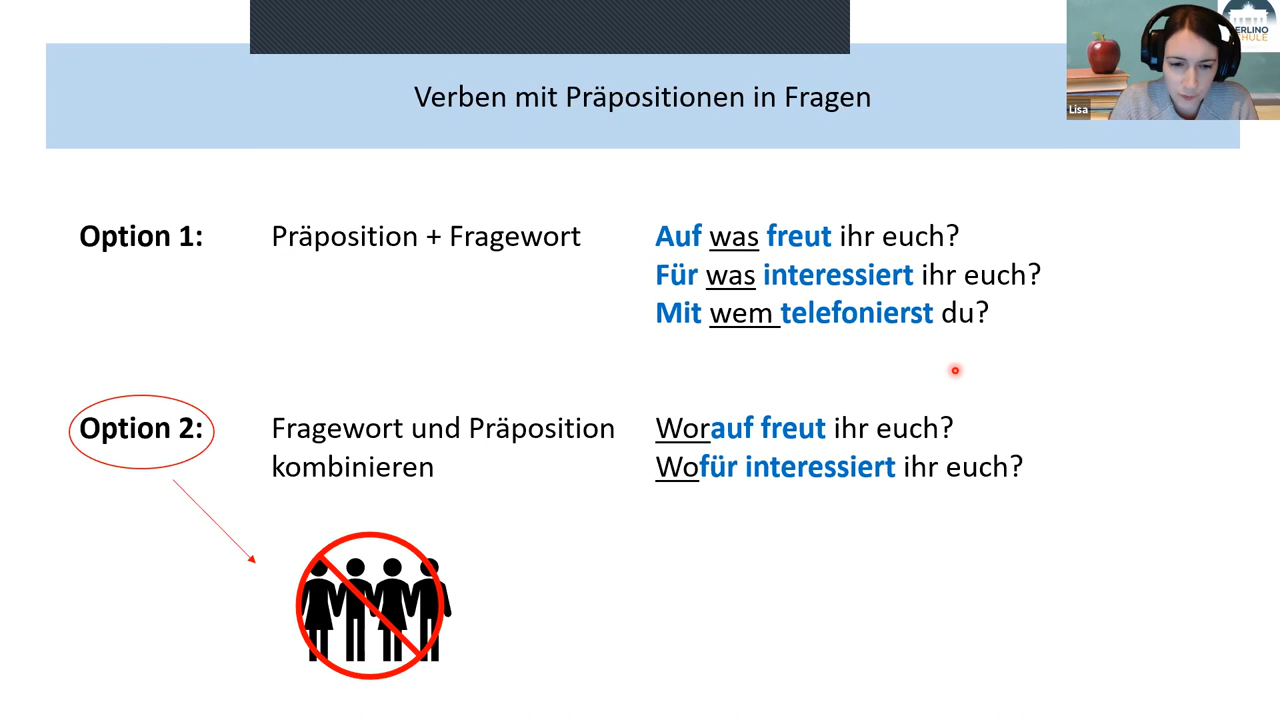 Verben mit Präpositionen in Fragen
Lisa
ERLINO
HULE
Option 1:
Präposition + Fragewort
Auf was freut ihr euch?
Für was interessiert ihr euch?
Mit wem telefonierst du?
Option 2:
Fragewort und Präposition
kombinieren
Worauf freut ihr euch?
Wofür interessiert ihr euch?